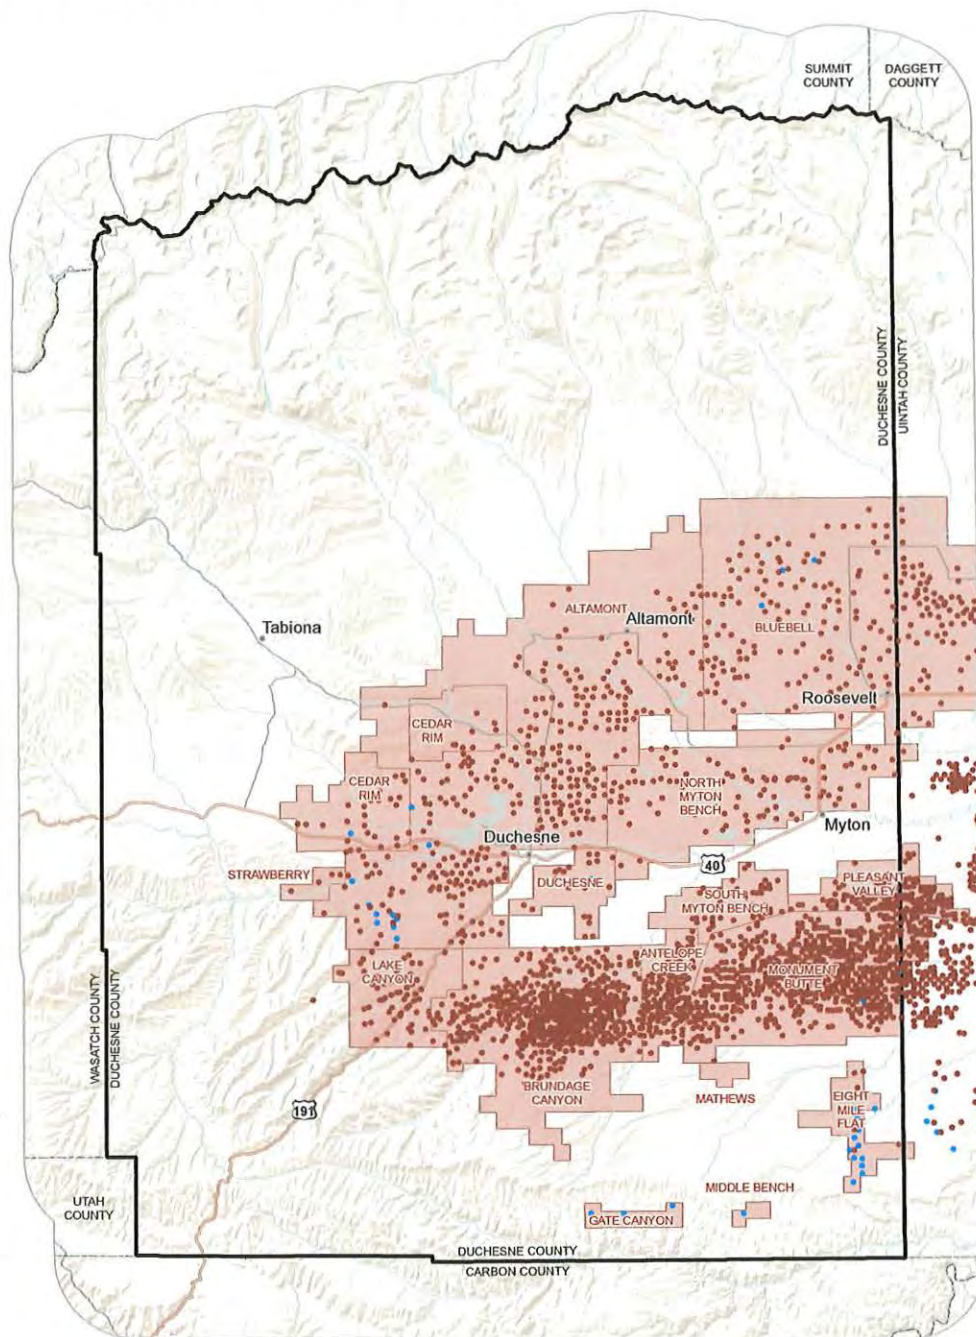 SUMMIT
COUNTY
DAGGETT
COUNTY
DUCHESNE COUNTY
UINTAH COUNTY
ALTAMONT
Altamont
Tabiona
BLUEBELL
Roosevelt
CEDAR
RIM
CEDAR
RIM
NORTH
MYTON
BENCH
Duchesne
Myton
40
STRAWBERRY
DUCHESNE
PLEASANT
VALLEY
SOUTH
MYTON BENCH
LAKE
CANYON
ANTELOPE
CREEK
MONUMENT
BUTTE
WASATCH COUNTY
DUCHESNE COUNTY
BRUNDAGE
CANYON
MATHEWS
EIGHT
MILE
FLAT
191
MIDDLE BENCH
UTAH
COUNTY
GATE CANYON
DUCHESNE COUNTY
CARBON COUNTY